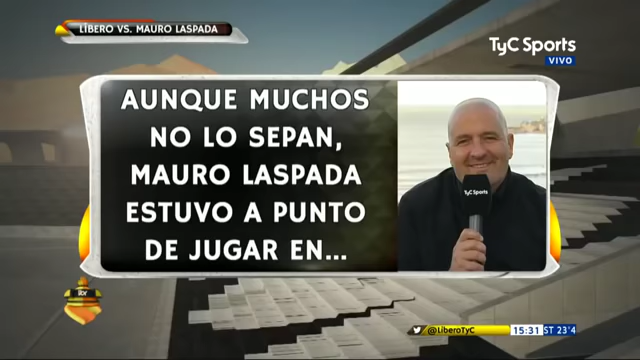 LÍBERO VS. MAURO LASPADA
TyC Sports
VIVO
AUNQUE MUCHOS
NO LO SEPAN,
MAURO LASPADA
ESTUVO A PUNTO
DE JUGAR EN...
TyC Sports
@LiberoTyC
15:31 ST 23'4